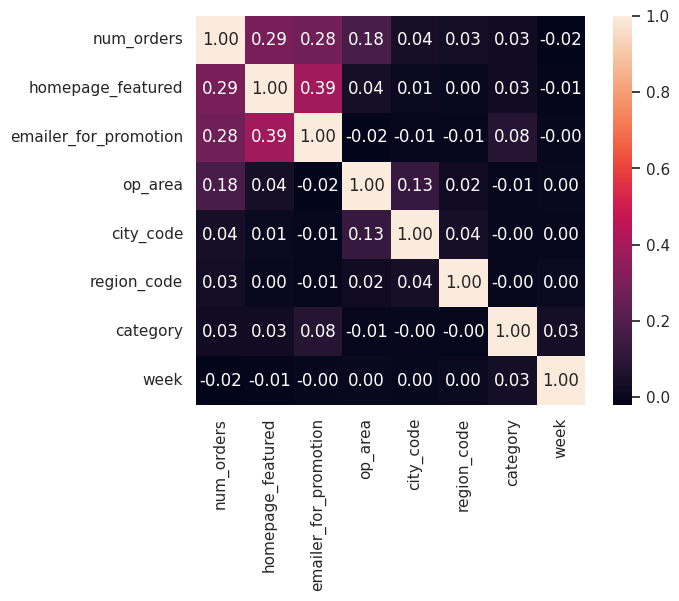 num_orders 1.00 0.29 0.28 0.18 0.04 0.03 0.03 -0.02
homepage_featured 0.29 1.00 0.39 0.04 0.01 0.00 0.03 -0.01
emailer_for_promotion 0.28 0.39 1.00 -0.02 -0.01 -0.01 0.08 -0.00
op_area 0.18 0.04 -0.02 1.00 0.13 0.02 -0.01 0.00
city_code 0.04 0.01 -0.01 0.13 1.00 0.04 -0.00 0.00
region_code 0.03 0.00 -0.01 0.02 0.04 1.00 -0.00 0.00
category 0.03 0.03 0.08 -0.01 -0.00 -0.00 1.00 0.03
week -0.02 -0.01 -0.00 0.00 0.00 0.00 0.03 1.00
num_orders
homepage_featured
emailer_for_promotion
op_area
city_code
region_code
category
week
1.0
0.8
0.6
0.4
0.2
0.0